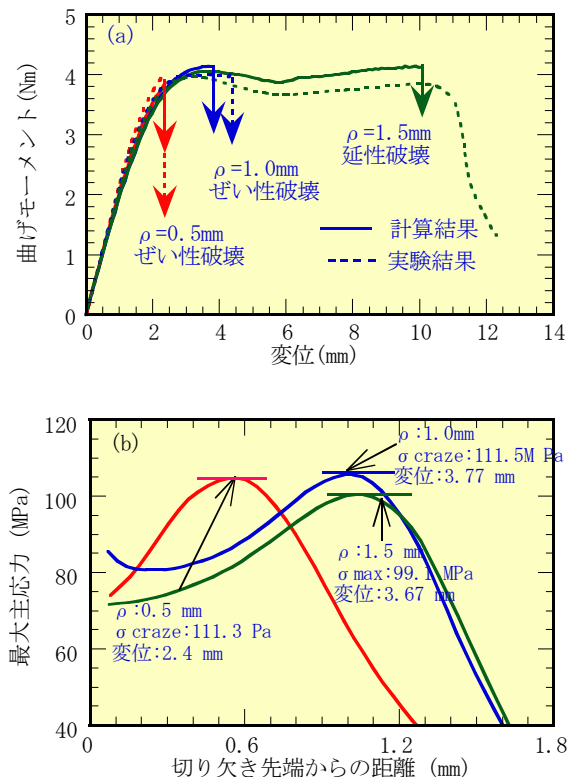 5
(a)
4
3
2
1
0
曲げモーメント(Nm)
ρ=1.5mm
延性破壊
ρ=1.0mm
ぜい性破壊
ρ=0.5mm
ぜい性破壊
計算結果
実験結果
0 2 4 6 8 10 12 14
変位(mm)
120
(b)
100
80
60
40
最大主応力 (MPa)
ρ:1.0mm
σ craze:111.5M Pa
変位:3.77 mm
ρ:1.5 mm
σ max:99.1 MPa
変位:3.67 mm
ρ:0.5 mm
σ craze:111.3 Pa
変位:2.4 mm
0 0.6 1.2 1.8
切り欠き先端からの距離 (mm)